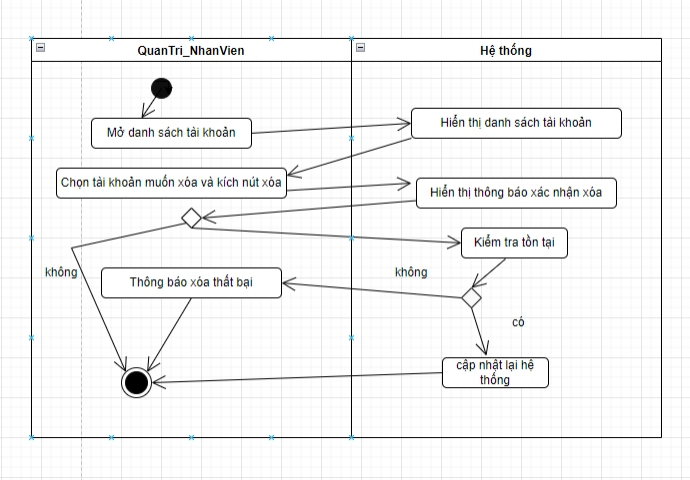 QuanTri_NhanVien
Hệ thống
Mở danh sách tài khoản
Hiển thị danh sách tài khoản
Chọn tài khoản muốn xóa và kích nút xóa
Hiển thị thông báo xác nhận xóa
Kiểm tra tồn tại
không
Thông báo xóa thất bại
không
có
cập nhật lại hệ
thống